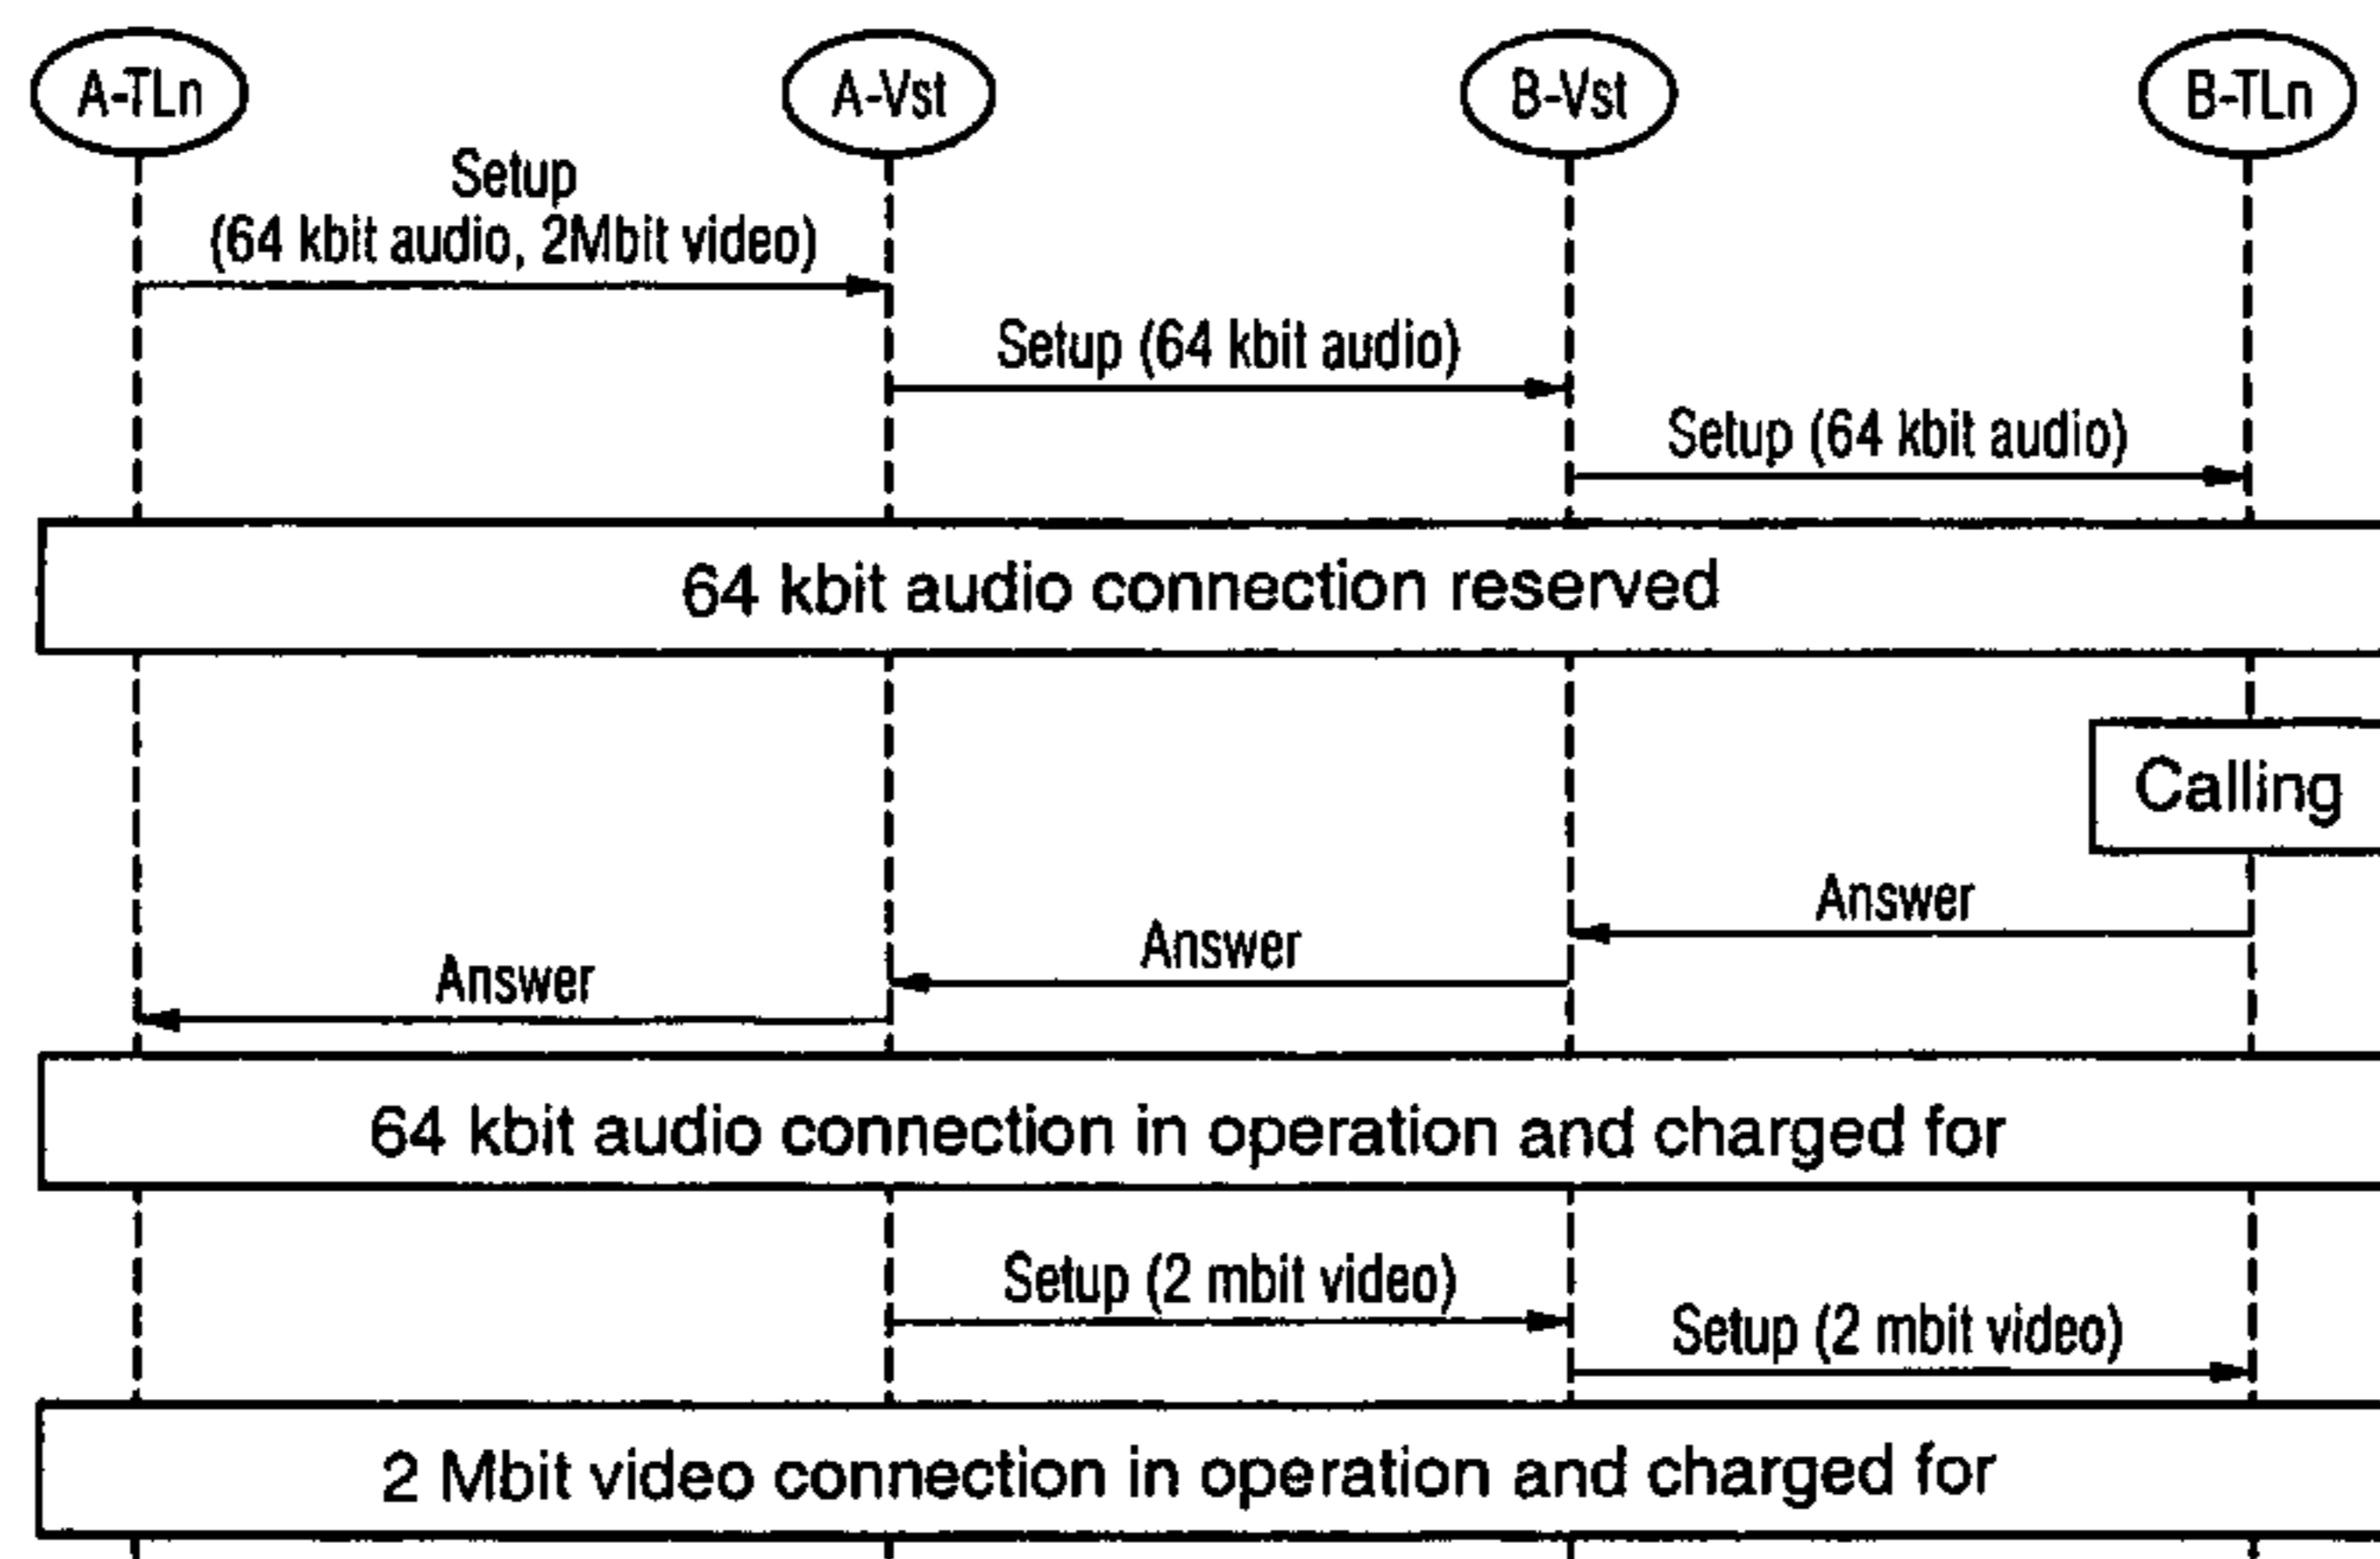 A-TLn
A-Vst
B-Vst
B-TLn
Setup
(64 kbit audio, 2Mbit video)
Setup (64 kbit audio)
Setup (64 kbit audio)
64 kbit audio connection reserved
Calling
Answer
Answer
Answer
64 kbit audio connection in operation and charged for
Setup (2 mbit video)
Setup (2 mbit video)
2 Mbit video connection in operation and charged for